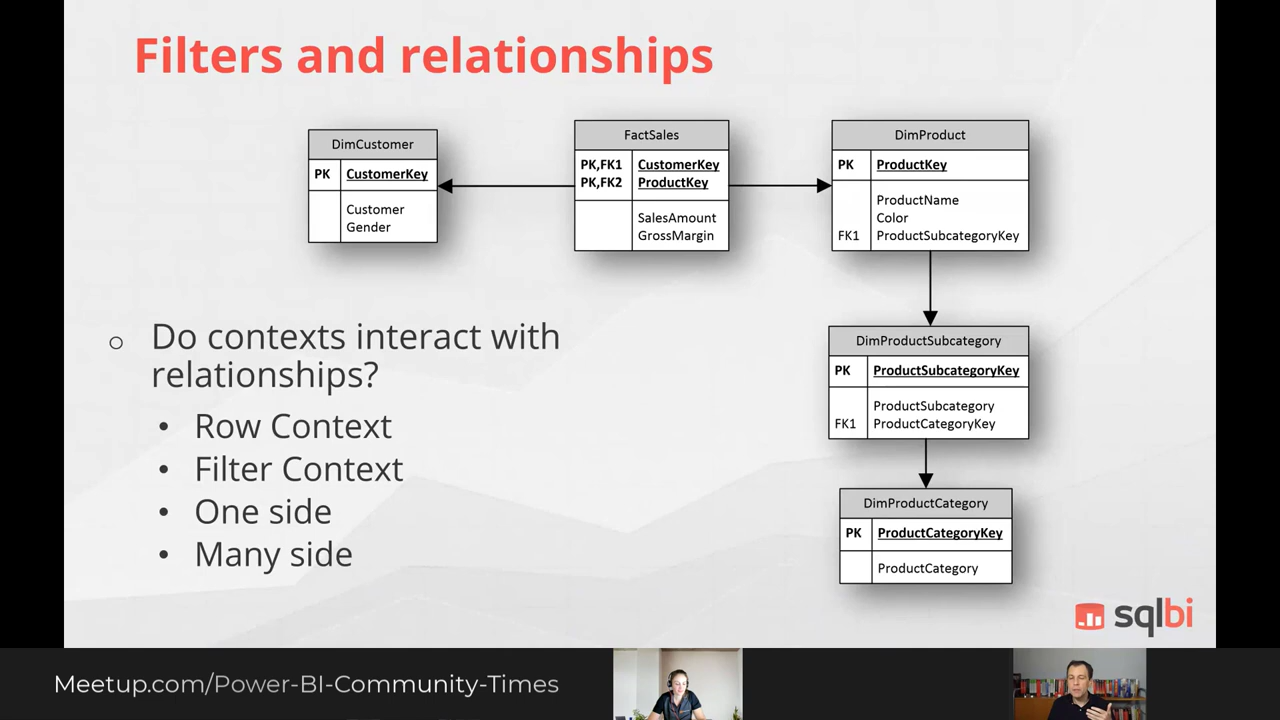 Filters and relationships
DimCustomer
PK CustomerKey
Customer
Gender
FactSales
PK,FK1 CustomerKey
PK,FK2 ProductKey
SalesAmount
GrossMargin
DimProduct
PK ProductKey
ProductName
Color
FK1 ProductSubcategoryKey
DimProductSubcategory
PK ProductSubcategoryKey
ProductSubcategory
FK1 ProductCategoryKey
DimProductCategory
PK ProductCategoryKey
ProductCategory
Do contexts interact with
relationships?
Row Context
Filter Context
One side
Many side
sqlbi
Meetup.com/Power-BI-Community-Times